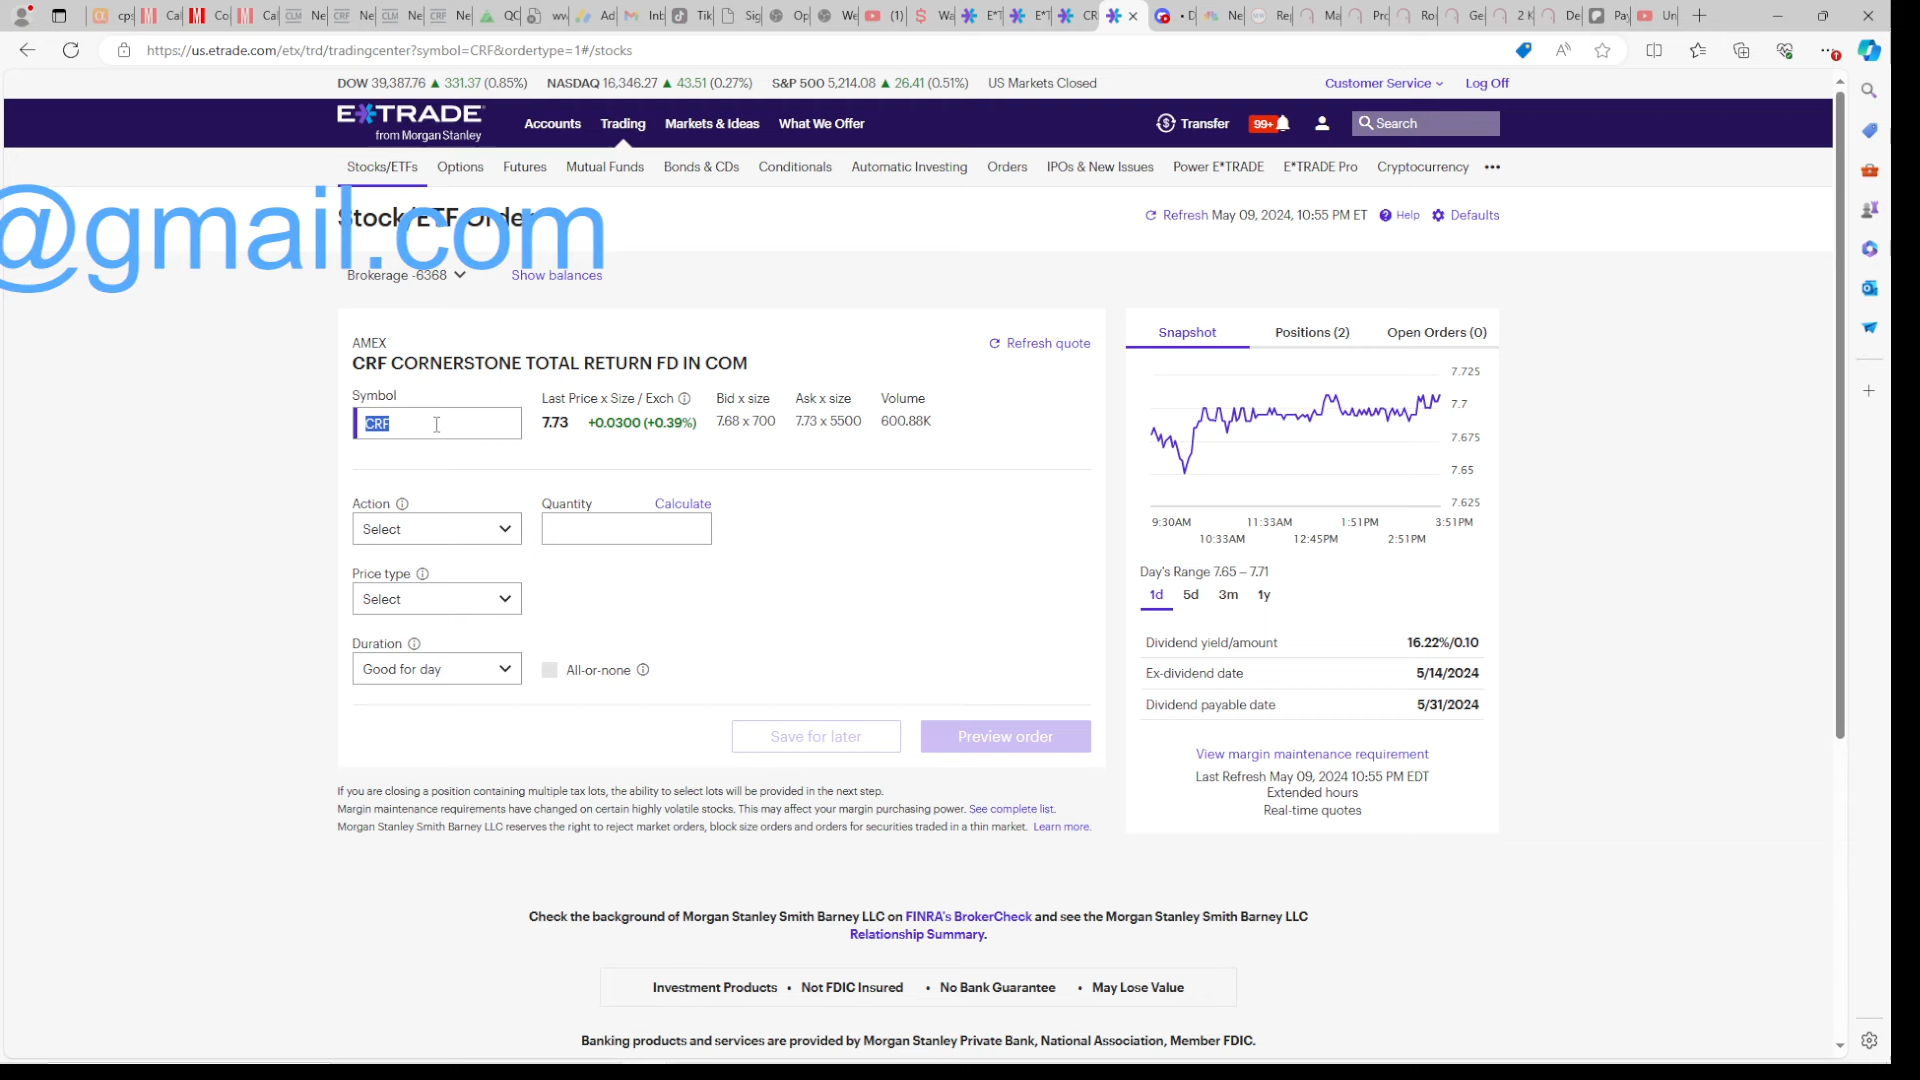 https://us.etrade.com/etx/trd/tradingcenter?symbol=CRF&ordertype=1#/stocks
DOW 39,387.76 ▲ 331.37 (0.85%) NASDAQ 16,346.27 ▲ 43.51 (0.27%) S&P 500 5,214.08 ▲ 26.41 (0.51%) US Markets Closed Customer Service Log Off
E*TRADE
from Morgan Stanley
Accounts Trading Markets & Ideas What We Offer Transfer 99+ Search
Stocks/ETFs Options Futures Mutual Funds Bonds & CDs Conditionals Automatic Investing Orders IPOs & New Issues Power E*TRADE E*TRADE Pro Cryptocurrency •••
@gmail.com
Stock/ETF Order
Refresh May 09, 2024, 10:55 PM ET Help Defaults
Brokerage -6368 Show balances
AMEX
Refresh quote
CRF CORNERSTONE TOTAL RETURN FD IN COM
Symbol Last Price x Size / Exch Bid x size Ask x size Volume
CRF 7.73 +0.0300 (+0.39%) 7.68 x 700 7.73 x 5500 600.88K
Action Quantity Calculate
Select
Price type
Select
Duration
Good for day All-or-none
Save for later Preview order
If you are closing a position containing multiple tax lots, the ability to select lots will be provided in the next step.
Margin maintenance requirements have changed on certain highly volatile stocks. This may affect your margin purchasing power. See complete list.
Morgan Stanley Smith Barney LLC reserves the right to reject market orders, block size orders and orders for securities traded in a thin market. Learn more.
Snapshot Positions (2) Open Orders (0)
7.725
7.7
7.675
7.65
7.625
9:30AM 11:33AM 1:51PM 3:51PM
10:33AM 12:45PM 2:51PM
Day's Range 7.65 – 7.71
1d 5d 3m 1y
Dividend yield/amount 16.22%/0.10
Ex-dividend date 5/14/2024
Dividend payable date 5/31/2024
View margin maintenance requirement
Last Refresh May 09, 2024 10:55 PM EDT
Extended hours
Real-time quotes
Check the background of Morgan Stanley Smith Barney LLC on FINRA's BrokerCheck and see the Morgan Stanley Smith Barney LLC
Relationship Summary.
Investment Products • Not FDIC Insured • No Bank Guarantee • May Lose Value
Banking products and services are provided by Morgan Stanley Private Bank, National Association, Member FDIC.